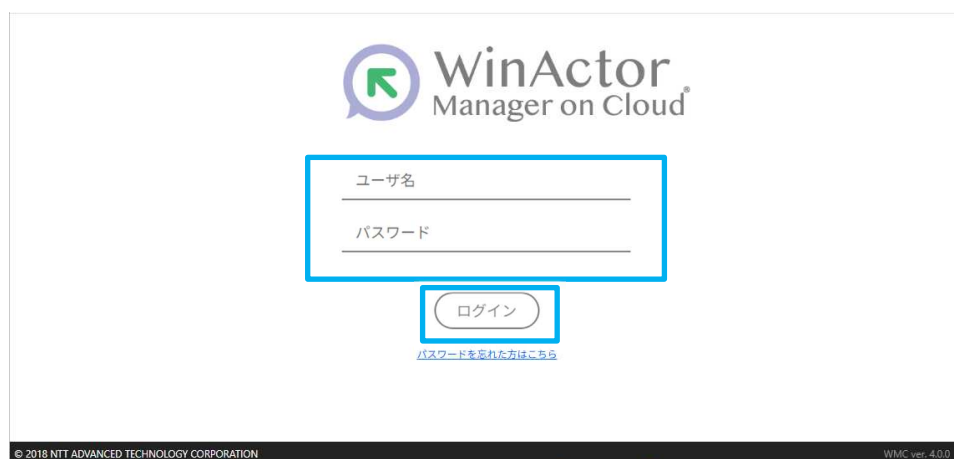 WinActor
Manager on Cloud®
ユーザ名
パスワード
ログイン
パスワードを忘れた方はこちら
© 2018 NTT ADVANCED TECHNOLOGY CORPORATION
WMC ver. 4.0.0